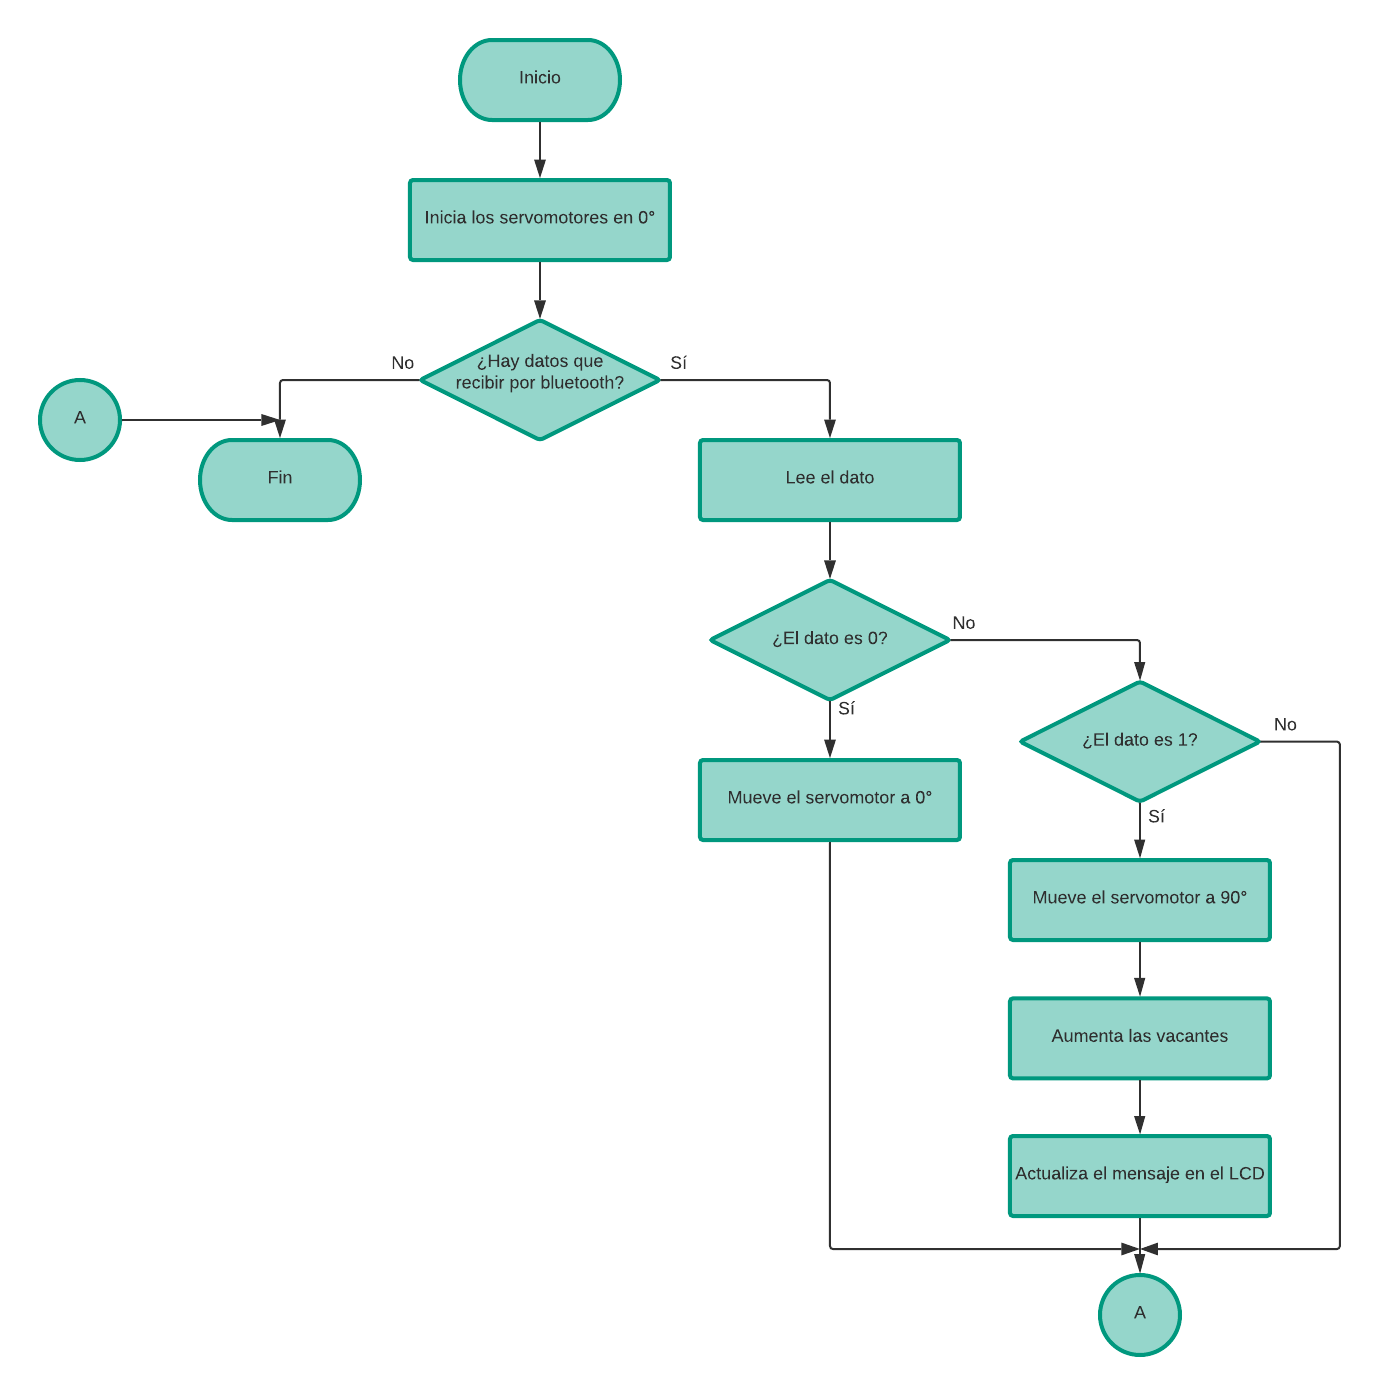 Inicio
Inicia los servomotores en 0°
¿Hay datos que
recibir por bluetooth?
No
Sí
A
Fin
Lee el dato
¿El dato es 0?
No
Sí
¿El dato es 1?
No
Sí
Mueve el servomotor a 0°
Mueve el servomotor a 90°
Aumenta las vacantes
Actualiza el mensaje en el LCD
A